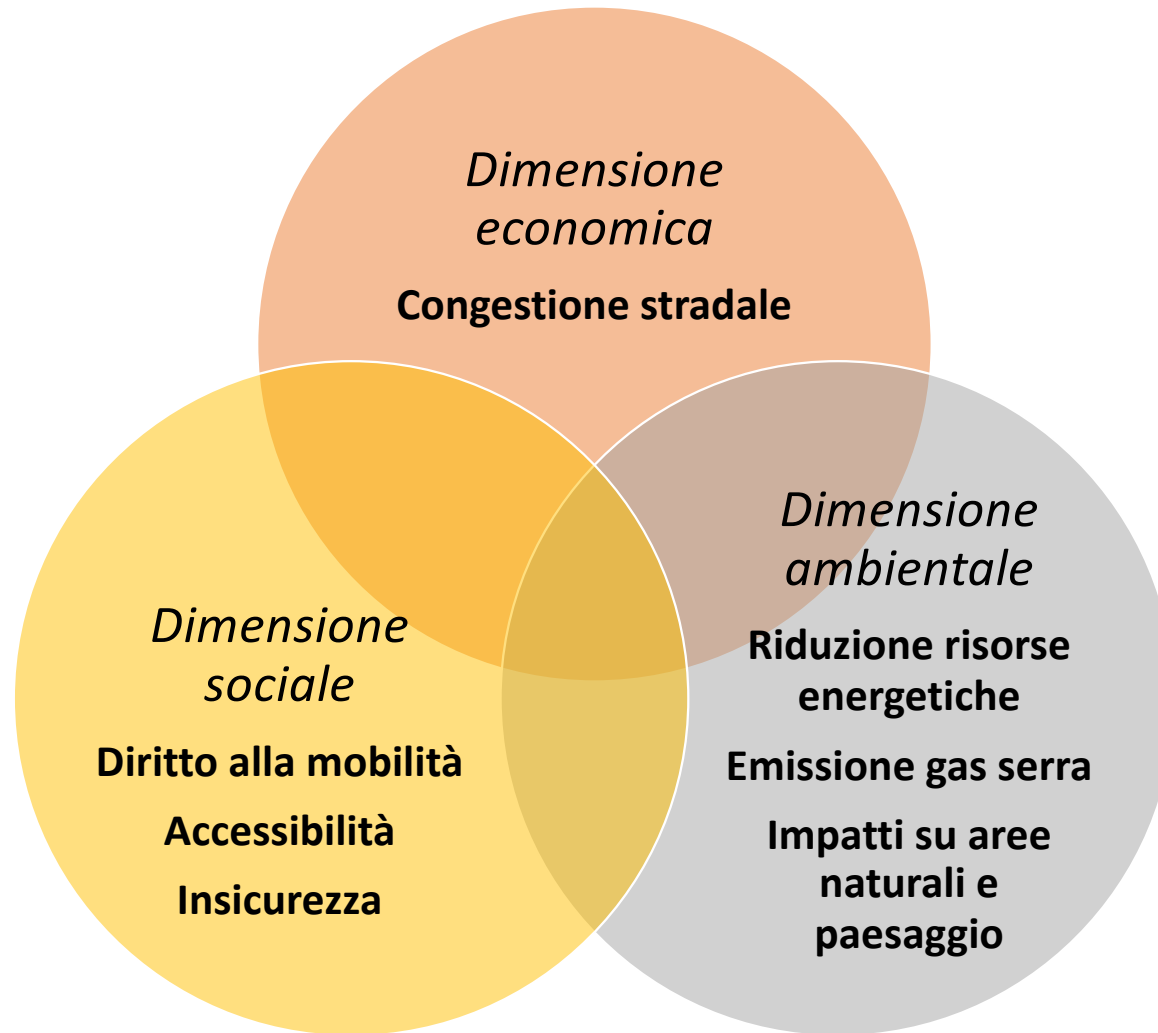 Dimensione
economica
Congestione stradale
Dimensione
sociale
Diritto alla mobilità
Accessibilità
Insicurezza
Dimensione
ambientale
Riduzione risorse
energetiche
Emissione gas serra
Impatti su aree
naturali e
paesaggio